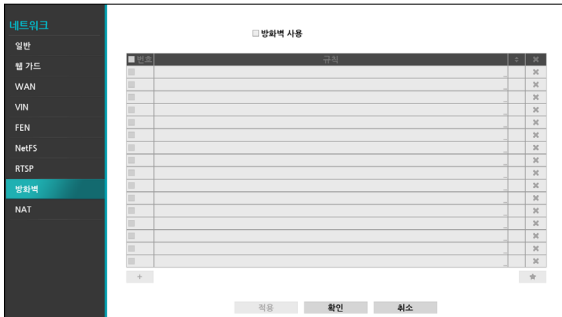 네트워크
일반
웹 가드
WAN
VIN
FEN
NetFS
RTSP
방화벽
NAT
방화벽 사용
번호 규칙
적용 확인 취소